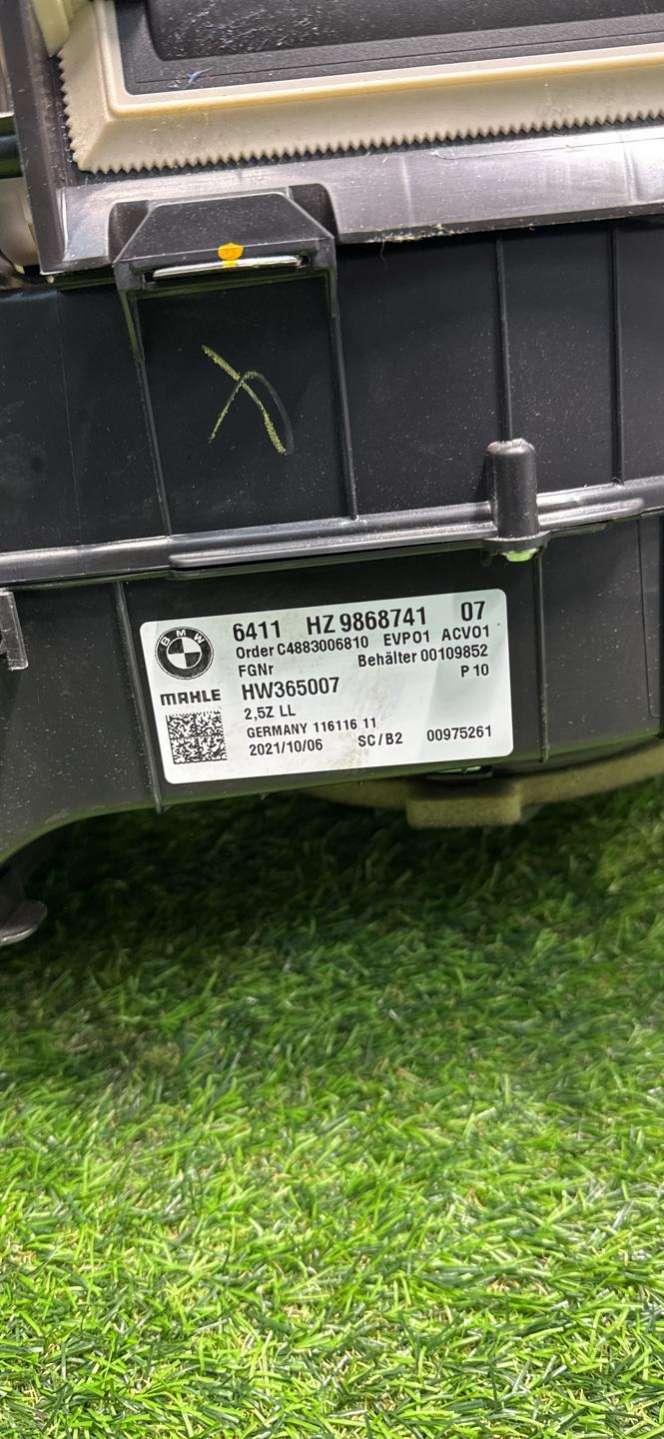 BMW
6411 HZ 9868741 07
Order C4883006810 EVP01 ACV01
FGNr Behälter 00109852
MAHLE HW365007 P 10
2,5Z LL
GERMANY 116116 11
2021/10/06 SC/B2 00975261